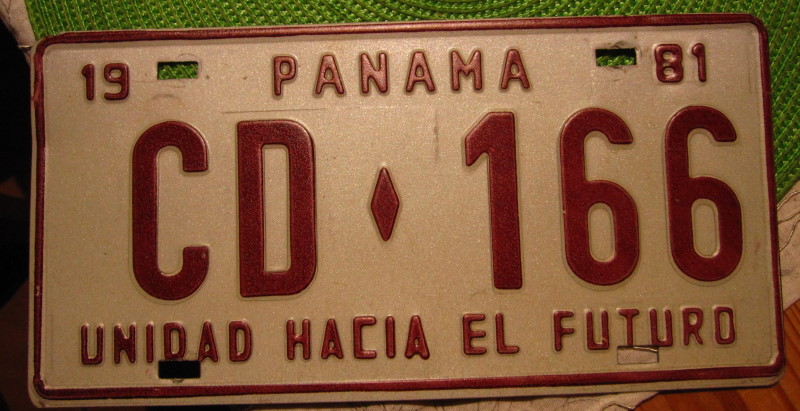 19 PANAMA 81
CD ♦ 166
UNIDAD HACIA EL FUTURO